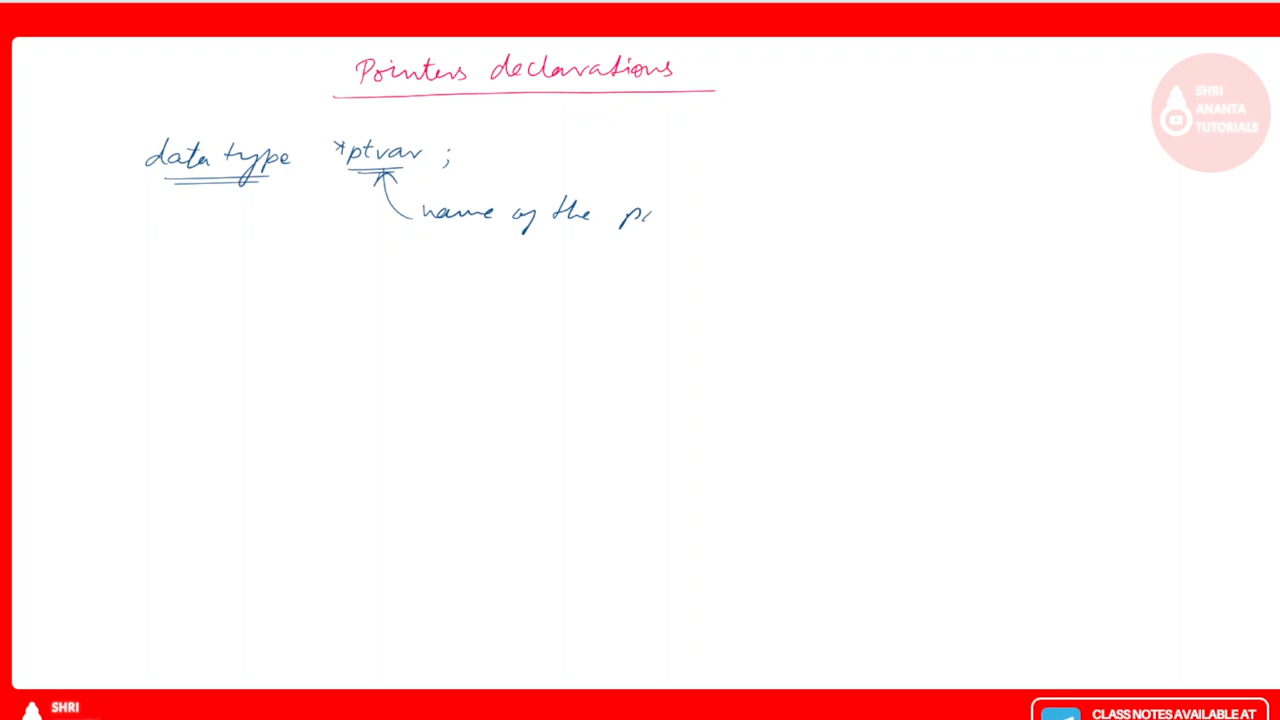 Pointers declarations
SHRI
ANANTA
TUTORIALS
data type *ptvar ;
name of the
SHRI
CLASS NOTES AVAILABLE AT